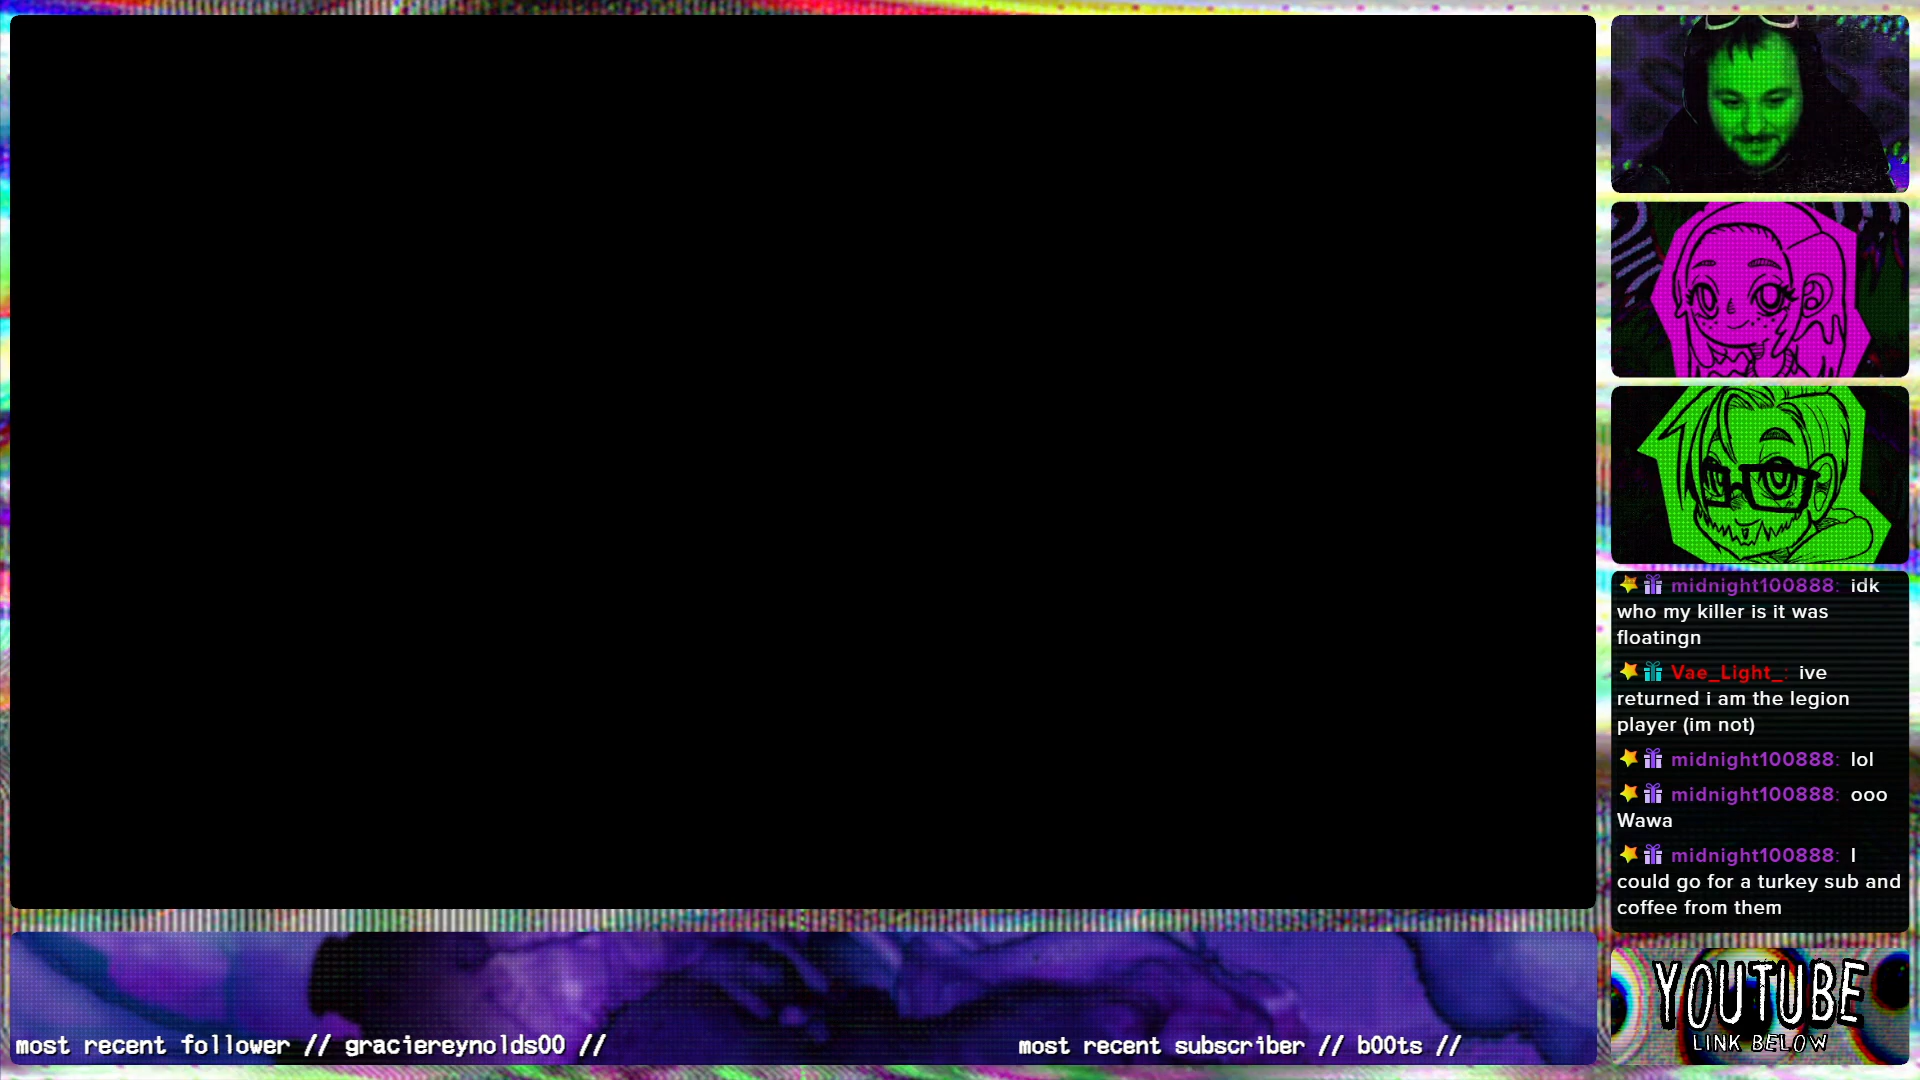 midnight100888: idk
who my killer is it was
floatingn
Vae_Light_: ive
returned i am the legion
player (im not)
midnight100888: lol
midnight100888: ooo
Wawa
midnight100888: I
could go for a turkey sub and
coffee from them
YOUTUBE
LINK BELOW
most recent follower // graciereynolds00 //
most recent subscriber // b00ts //